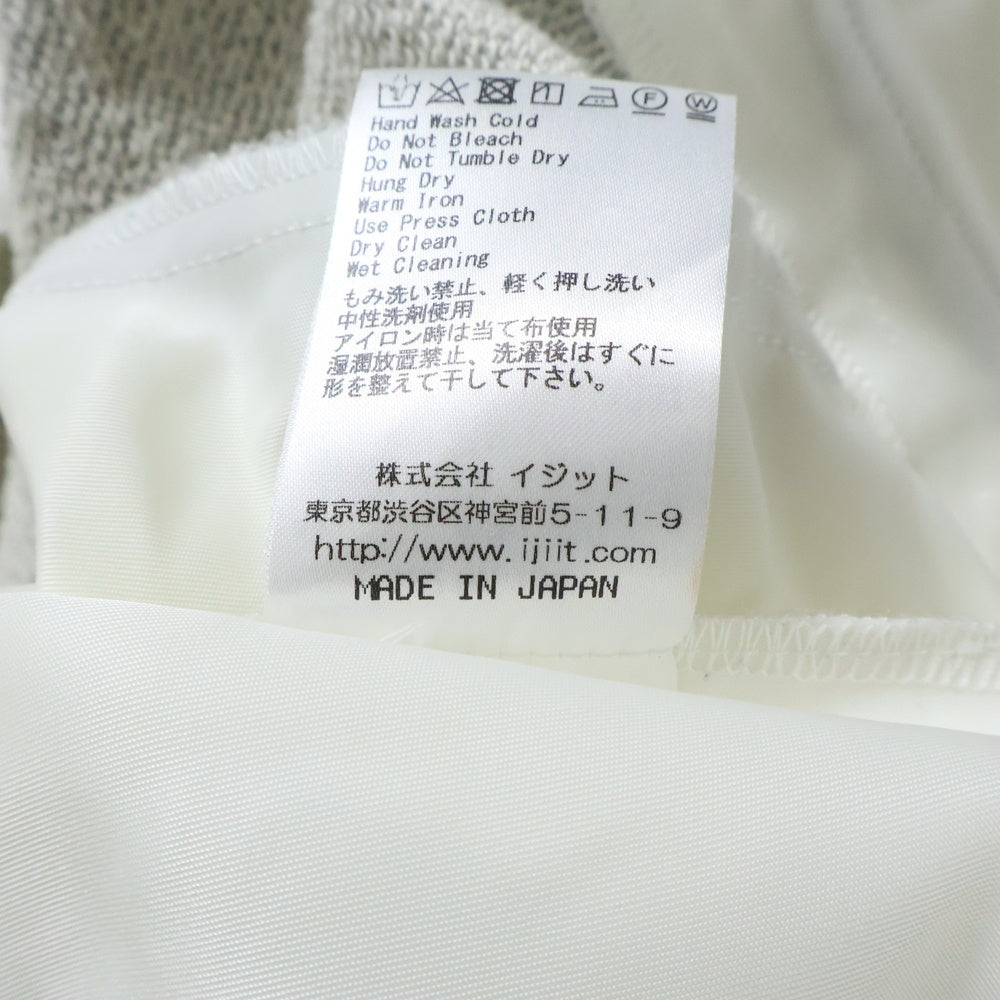 Hand Wash Cold
Do Not Bleach
Do Not Tumble Dry
Hung Dry
Warm Iron
Use Press Cloth
Dry Clean
Wet Cleaning
もみ洗い禁止、軽く押し洗い
中性洗剤使用
アイロン時は当て布使用
湿潤放置禁止、洗濯後はすぐに
形を整えて干して下さい。
株式会社 イジット
東京都渋谷区神宮前5-11-9
http://www.ijiit.com
MADE IN JAPAN